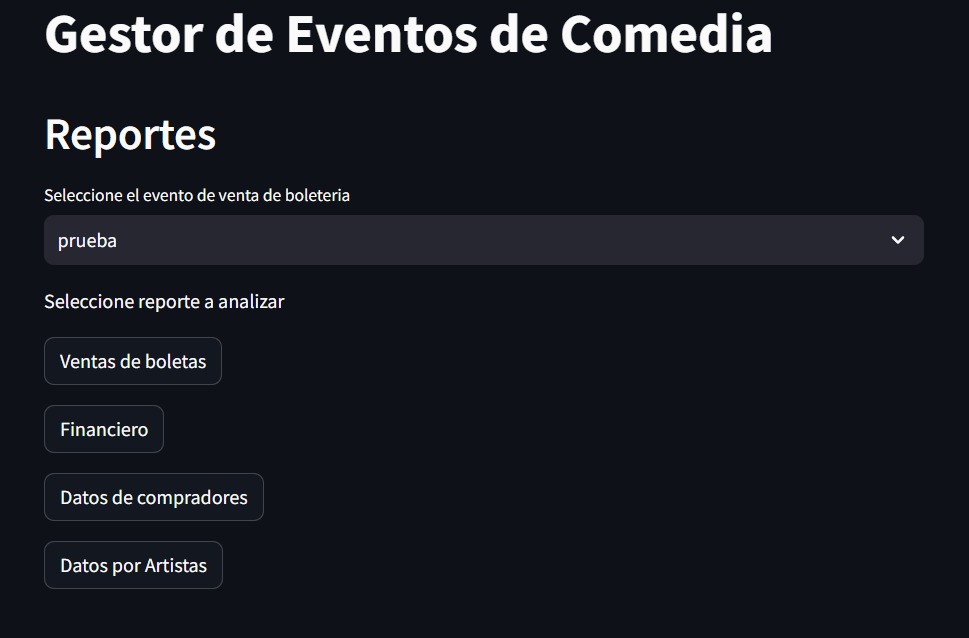 Gestor de Eventos de Comedia
Reportes
Seleccione el evento de venta de boleteria
prueba
Seleccione reporte a analizar
Ventas de boletas
Financiero
Datos de compradores
Datos por Artistas